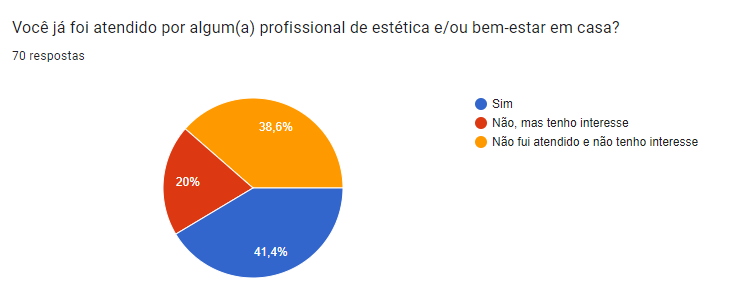 Você já foi atendido por algum(a) profissional de estética e/ou bem-estar em casa?
70 respostas
Sim
Não, mas tenho interesse
Não fui atendido e não tenho interesse
38,6%
20%
41,4%